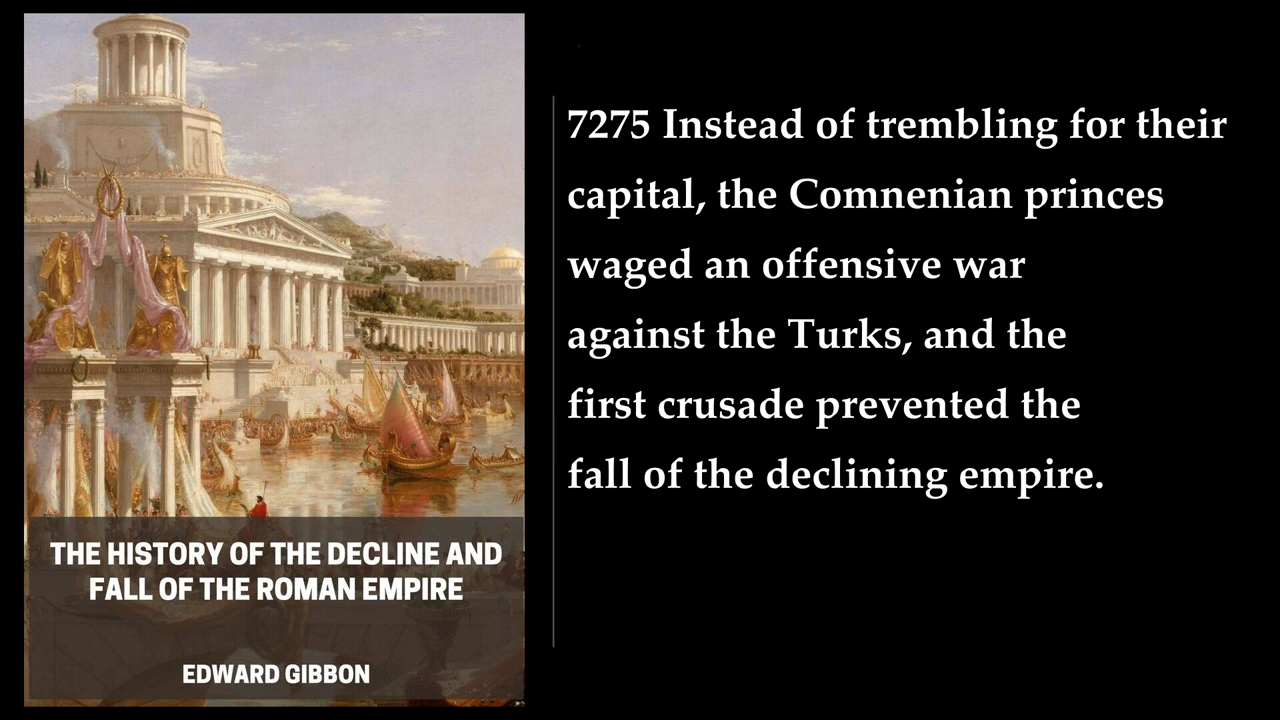 THE HISTORY OF THE DECLINE AND
FALL OF THE ROMAN EMPIRE
EDWARD GIBBON
7275 Instead of trembling for their
capital, the Comnenian princes
waged an offensive war
against the Turks, and the
first crusade prevented the
fall of the declining empire.